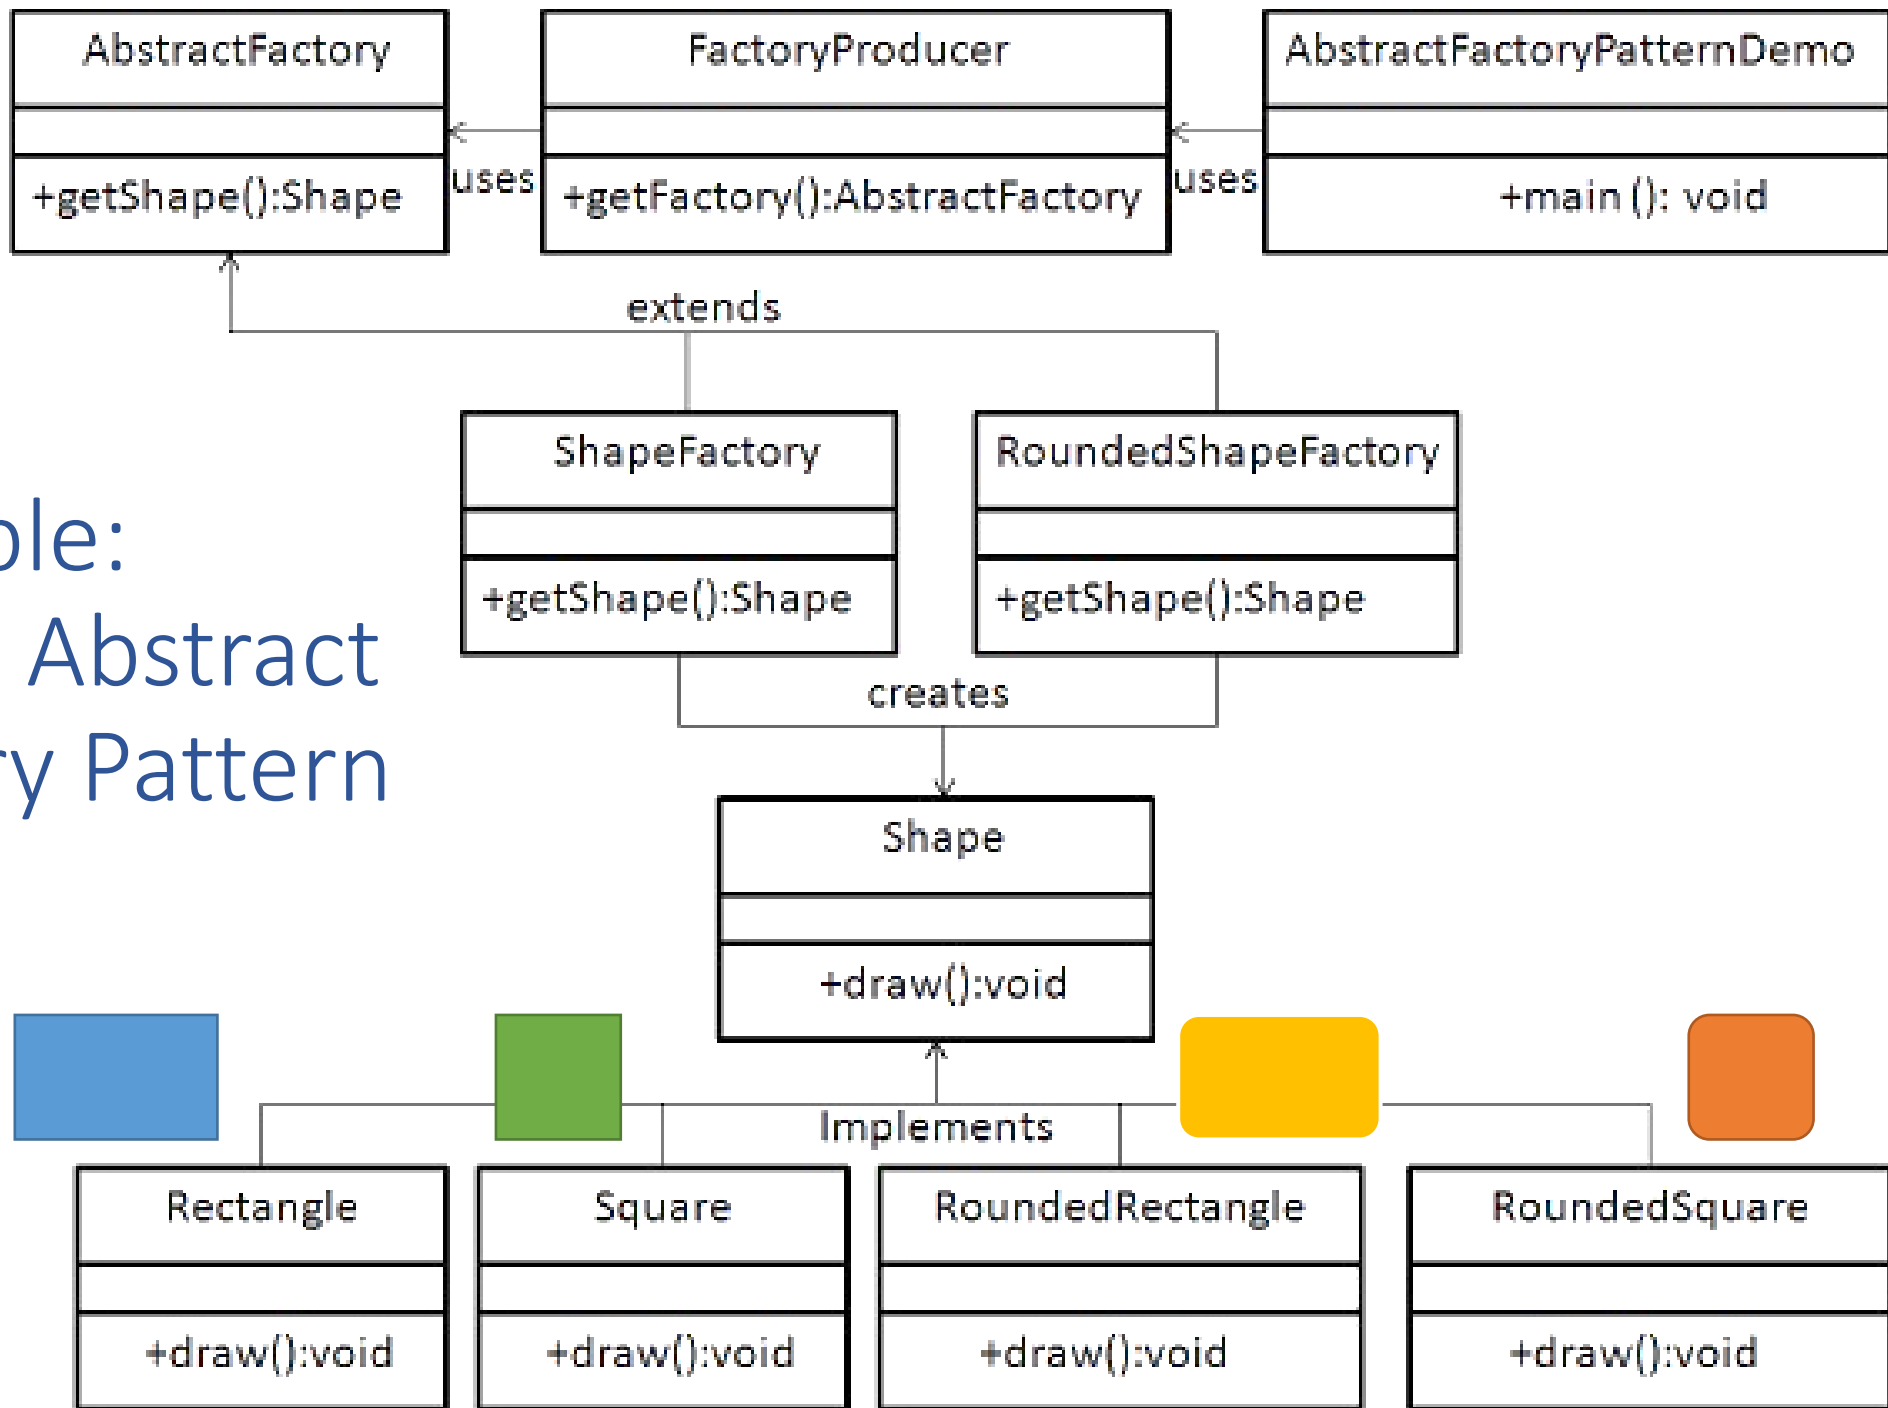 AbstractFactory
+getShape():Shape
uses
FactoryProducer
+getFactory():AbstractFactory
uses
AbstractFactoryPatternDemo
+main (): void
extends
ShapeFactory
+getShape():Shape
RoundedShapeFactory
+getShape():Shape
ple:
Abstract
ry Pattern
creates
Shape
+draw():void
Implements
Rectangle
+draw():void
Square
+draw():void
RoundedRectangle
+draw():void
RoundedSquare
+draw():void